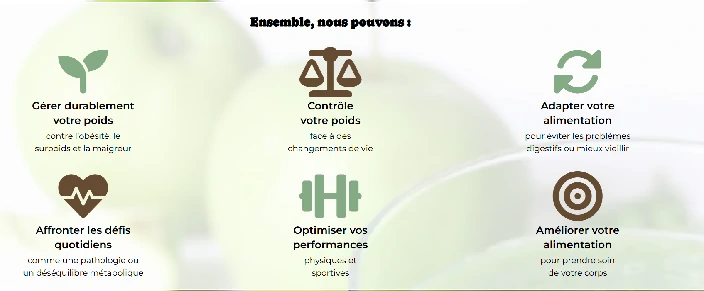 Ensemble, nous pouvons :
Gérer durablement
votre poids
contre l'obésité, le
surpoids et la maigreur
Contrôle
votre poids
face à des
changements de vie
Adapter votre
alimentation
pour éviter les problèmes
digestifs ou mieux vieillir
Affronter les défis
quotidiens
comme une pathologie ou
un déséquilibre métabolique
Optimiser vos
performances
physiques et
sportives
Améliorer votre
alimentation
pour prendre soin
de votre corps